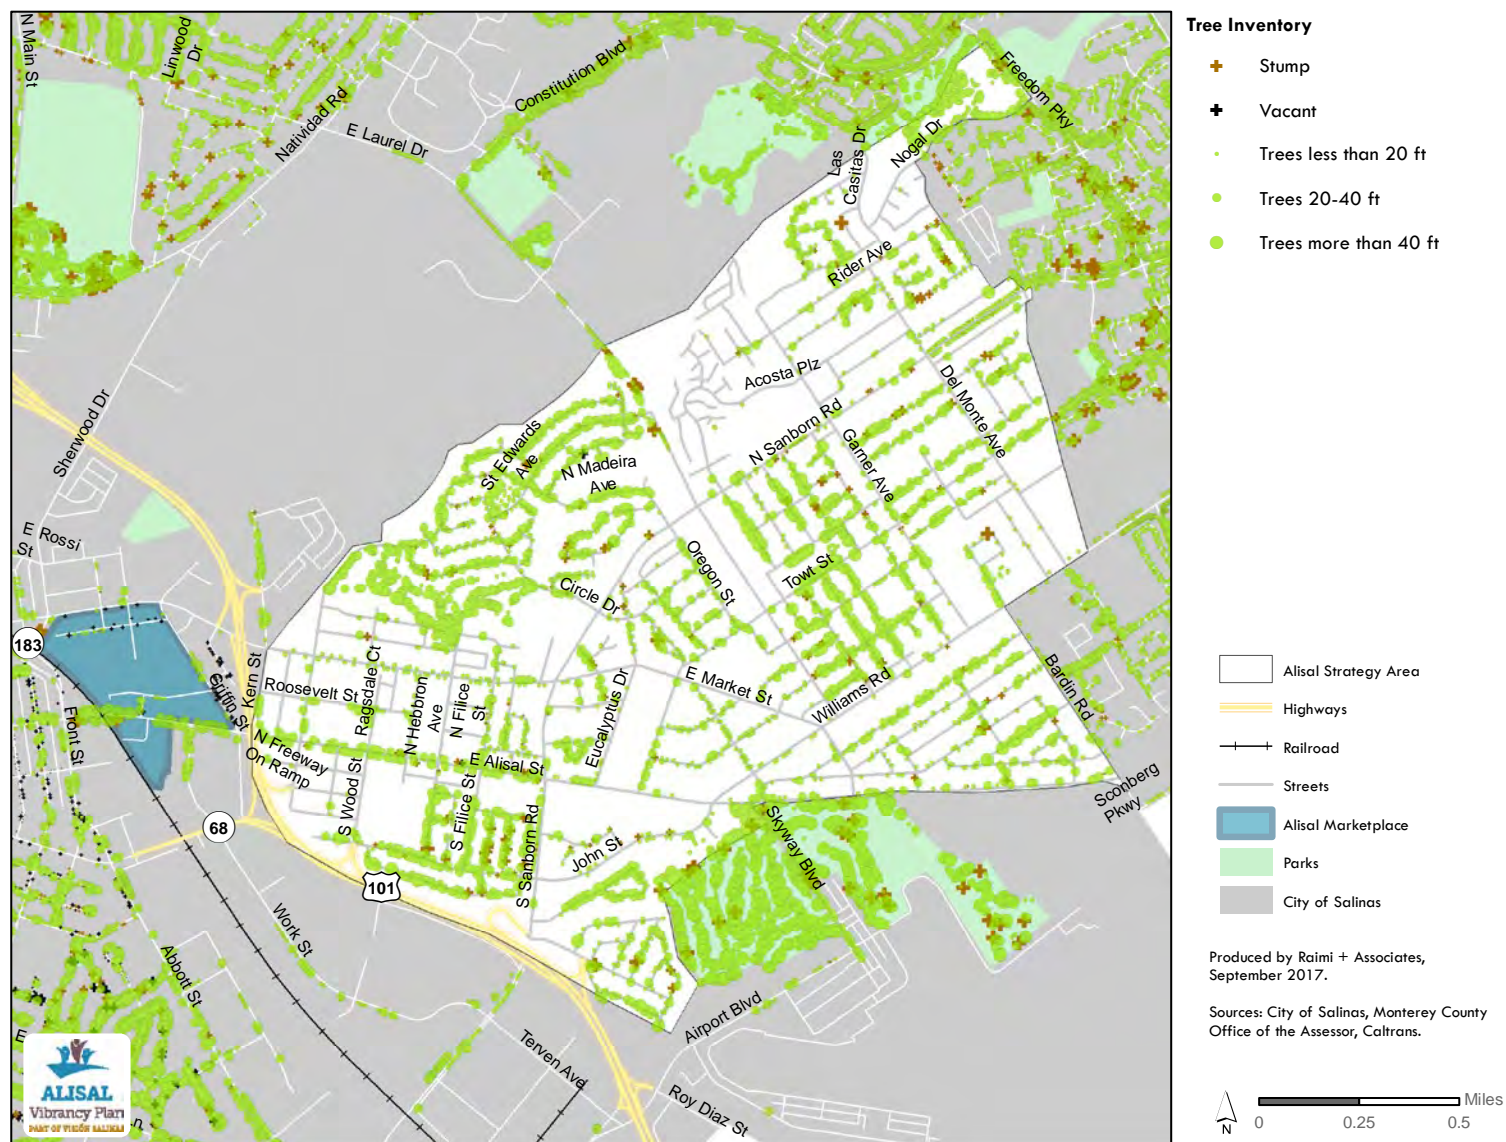 N Main St
Linwood
Dr
Natividad Rd
E Laurel Dr
Constitution Blvd
Freedom Pky
Las
Casitas Dr
Nogal Dr
Rider Ave
Acosta Plz
N Sanborn Rd
Del Monte Ave
Garner Ave
Sherwood Dr
St Edwards
Ave
N Madeira
Ave
E Rossi
St
Circle Dr
Oregon St
Towt St
183
Griffin St
Kern St
Front St
Roosevelt St
Ragsdale Ct
N Hebbron
Ave
N Filice
St
Eucalyptus Dr
E Market St
Williams Rd
Bardin Rd
N Freeway
On Ramp
E Alisal St
S Wood St
S Filice St
S Sanborn Rd
John St
Skyway Blvd
Sconberg
Pkwy
68
101
Work St
Abbott St
Airport Blvd
Terven Ave
Roy Diaz St
E
n
ALISAL
Vibrancy Plan
PART OF VISIÓN SALINAS
Tree Inventory
Stump
Vacant
Trees less than 20 ft
Trees 20-40 ft
Trees more than 40 ft
Alisal Strategy Area
Highways
Railroad
Streets
Alisal Marketplace
Parks
City of Salinas
Produced by Raimi + Associates,
September 2017.
Sources: City of Salinas, Monterey County
Office of the Assessor, Caltrans.
N
Miles
0 0.25 0.5